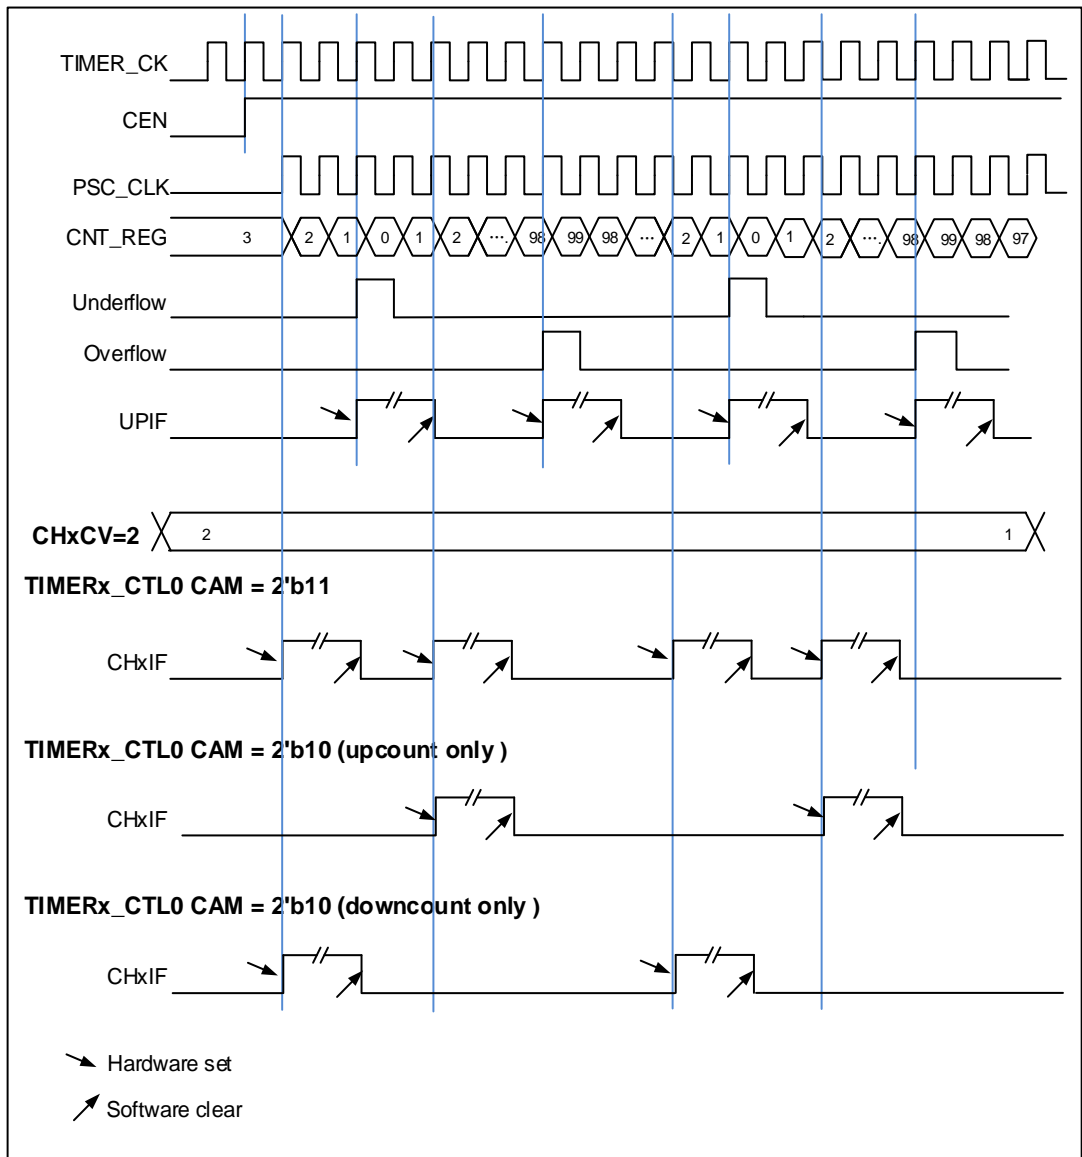 TIMER_CK
CEN
PSC_CLK
CNT_REG 3 2 1 0 1 2 .... 98 99 98 ... 2 1 0 1 2 .... 98 99 98 97
Underflow
Overflow
UPIF
CHxCV=2 2 1
TIMERx_CTL0 CAM = 2'b11
CHxIF
TIMERx_CTL0 CAM = 2'b10 (upcount only )
CHxIF
TIMERx_CTL0 CAM = 2'b10 (downcount only )
CHxIF
Hardware set
Software clear